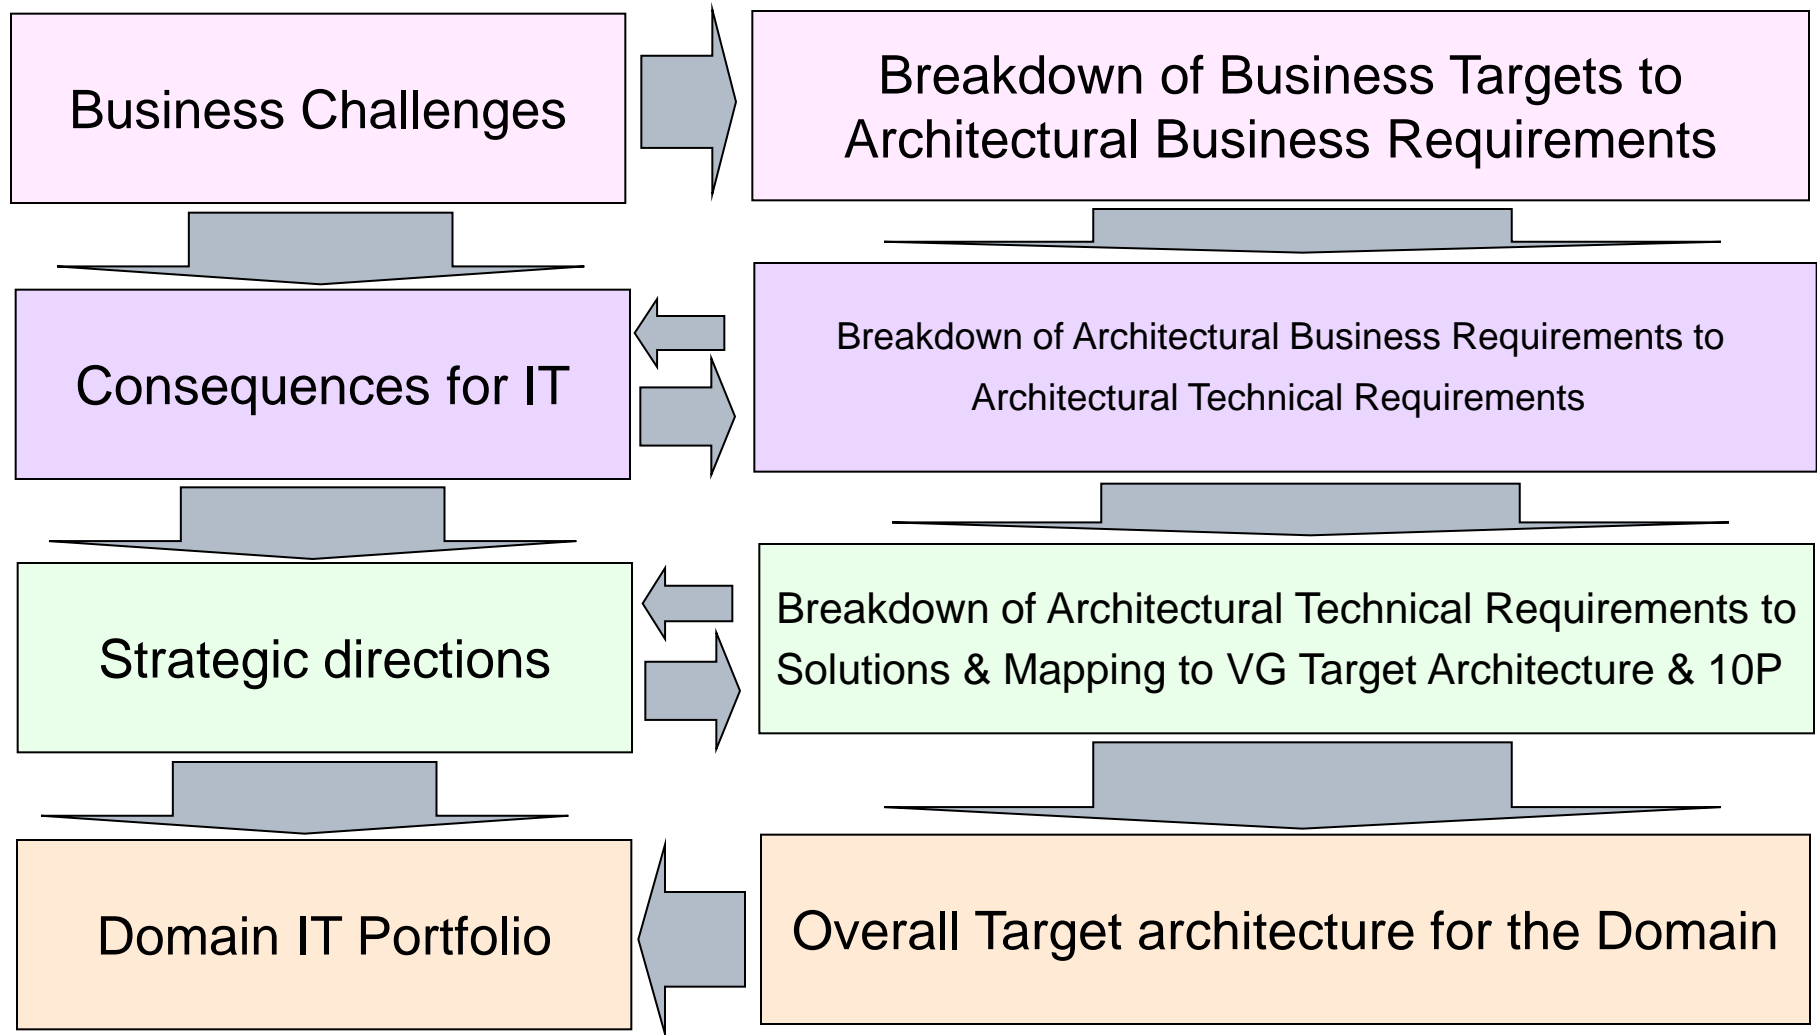 Business Challenges
Breakdown of Business Targets to
Architectural Business Requirements
Consequences for IT
Breakdown of Architectural Business Requirements to
Architectural Technical Requirements
Strategic directions
Breakdown of Architectural Technical Requirements to
Solutions & Mapping to VG Target Architecture & 10P
Domain IT Portfolio
Overall Target architecture for the Domain